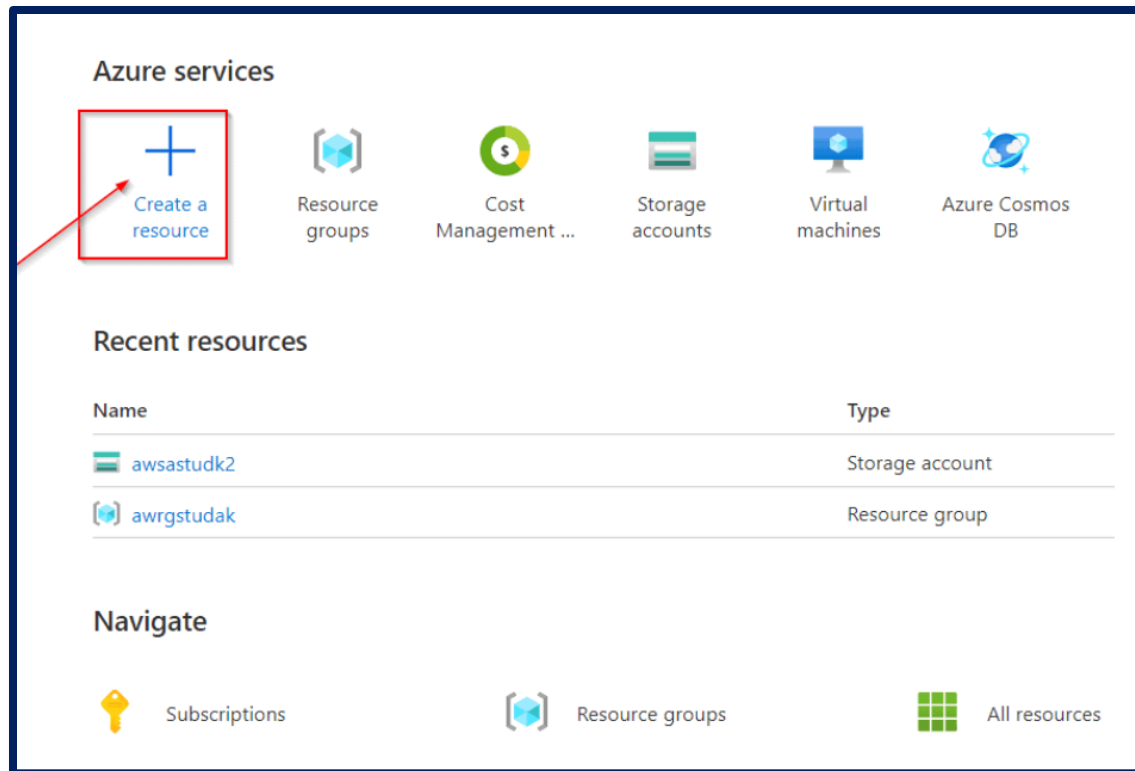 Azure services
$
Create a
resource
Resource
groups
Cost
Management ...
Storage
accounts
Virtual
machines
Azure Cosmos
DB
Recent resources
Name Type
awsastudk2 Storage account
awrgstudak Resource group
Navigate
Subscriptions Resource groups All resources